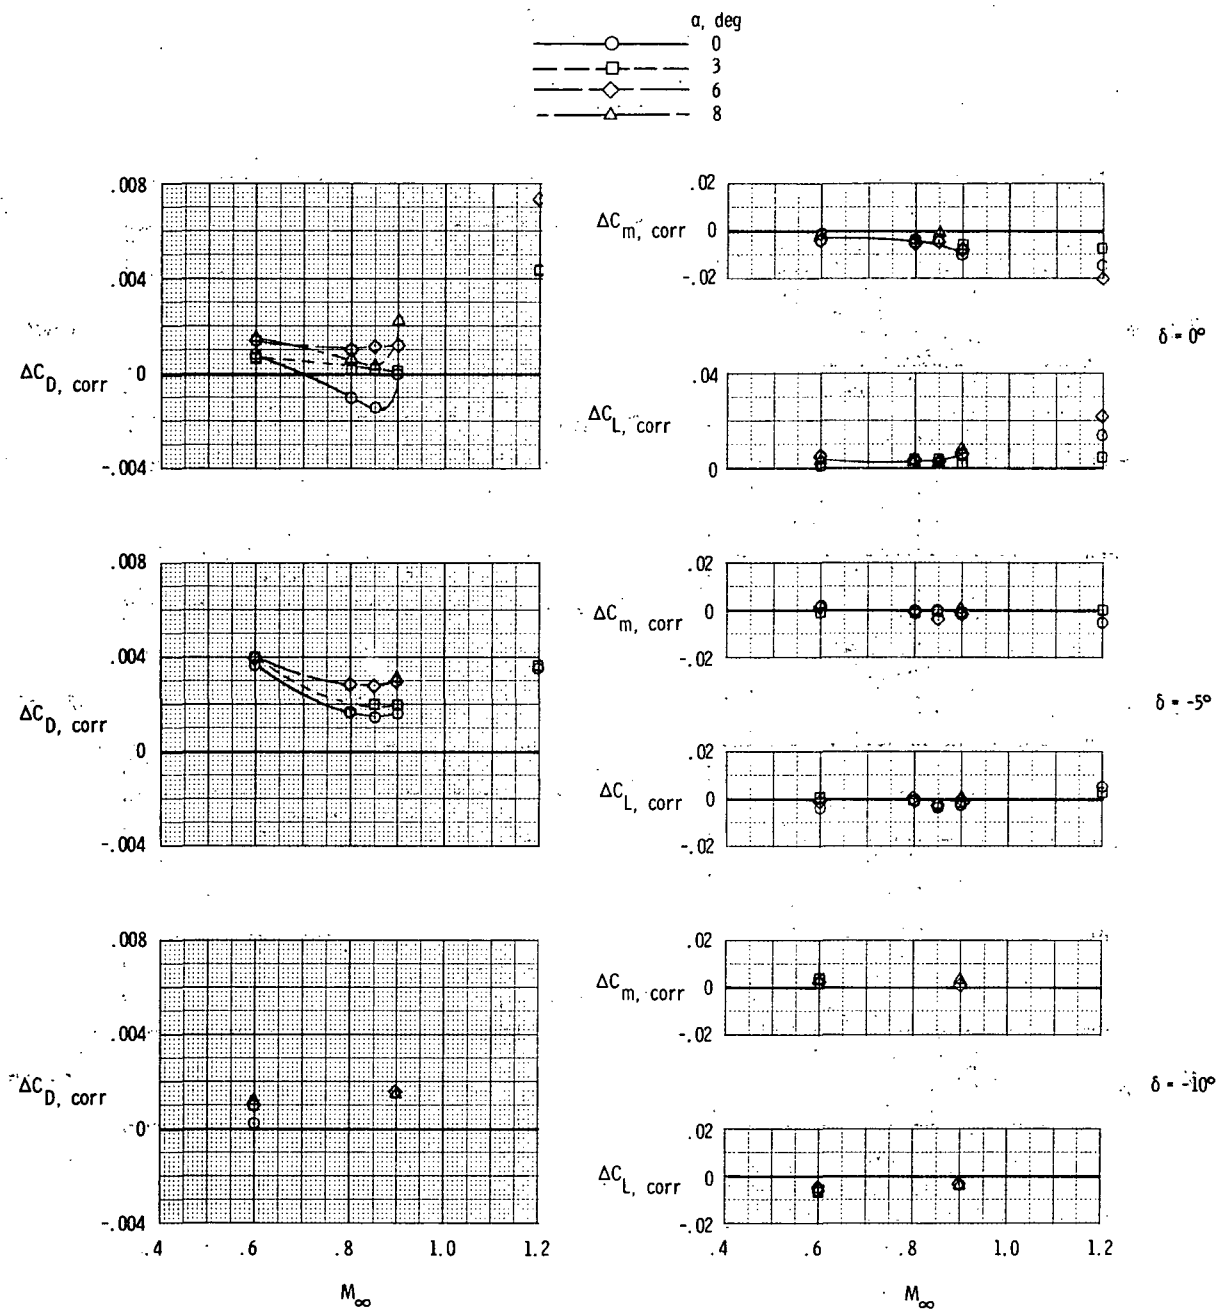 α, deg
0
3
6
8
.008
.004
ΔC_D, corr
0
-.004
.02
ΔC_m, corr
0
-.02
δ = 0°
.04
ΔC_L, corr
0
.008
.004
ΔC_D, corr
0
-.004
.02
ΔC_m, corr
0
-.02
δ = -5°
.02
ΔC_L, corr
0
-.02
.008
.004
ΔC_D, corr
0
-.004
.4 .6 .8 1.0 1.2
M∞
.02
ΔC_m, corr
0
-.02
δ = -10°
.02
ΔC_L, corr
0
-.02
.4 .6 .8 1.0 1.2
M∞